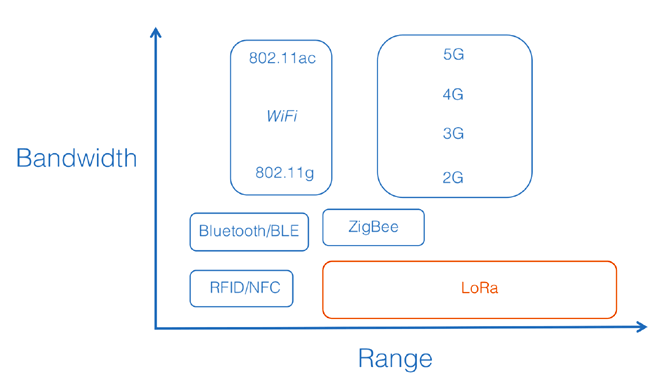 802.11ac
WiFi
802.11g
5G
4G
3G
2G
Bandwidth
Bluetooth/BLE
ZigBee
RFID/NFC
LoRa
Range